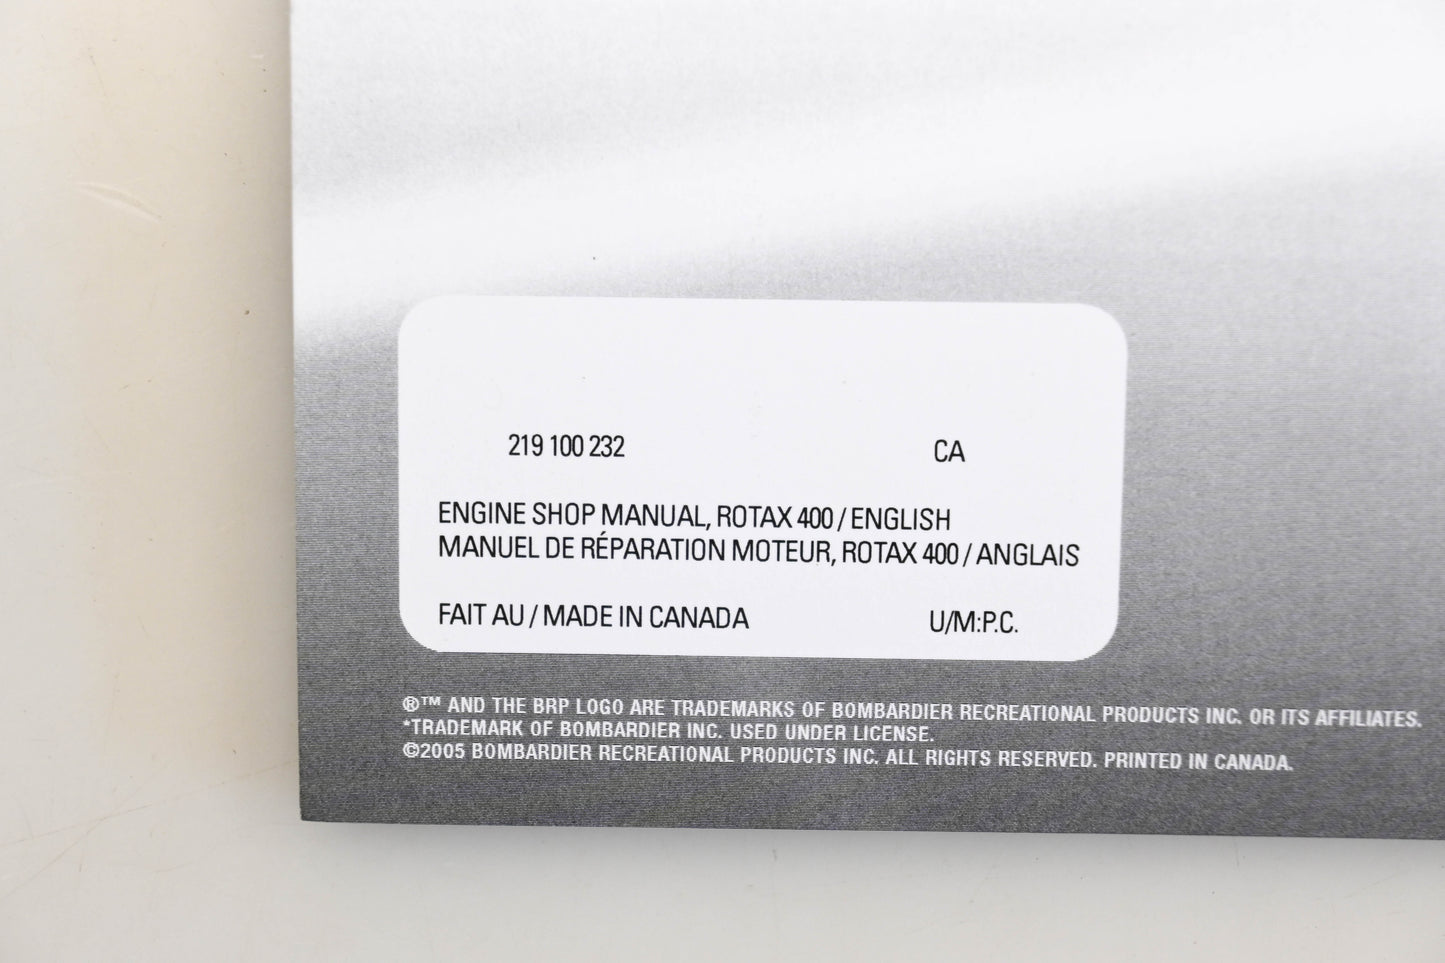 219 100 232 CA
ENGINE SHOP MANUAL, ROTAX 400 / ENGLISH
MANUEL DE RÉPARATION MOTEUR, ROTAX 400 / ANGLAIS
FAIT AU / MADE IN CANADA U/M:P.C.
®™ AND THE BRP LOGO ARE TRADEMARKS OF BOMBARDIER RECREATIONAL PRODUCTS INC. OR ITS AFFILIATES.
*TRADEMARK OF BOMBARDIER INC. USED UNDER LICENSE.
©2005 BOMBARDIER RECREATIONAL PRODUCTS INC. ALL RIGHTS RESERVED. PRINTED IN CANADA.